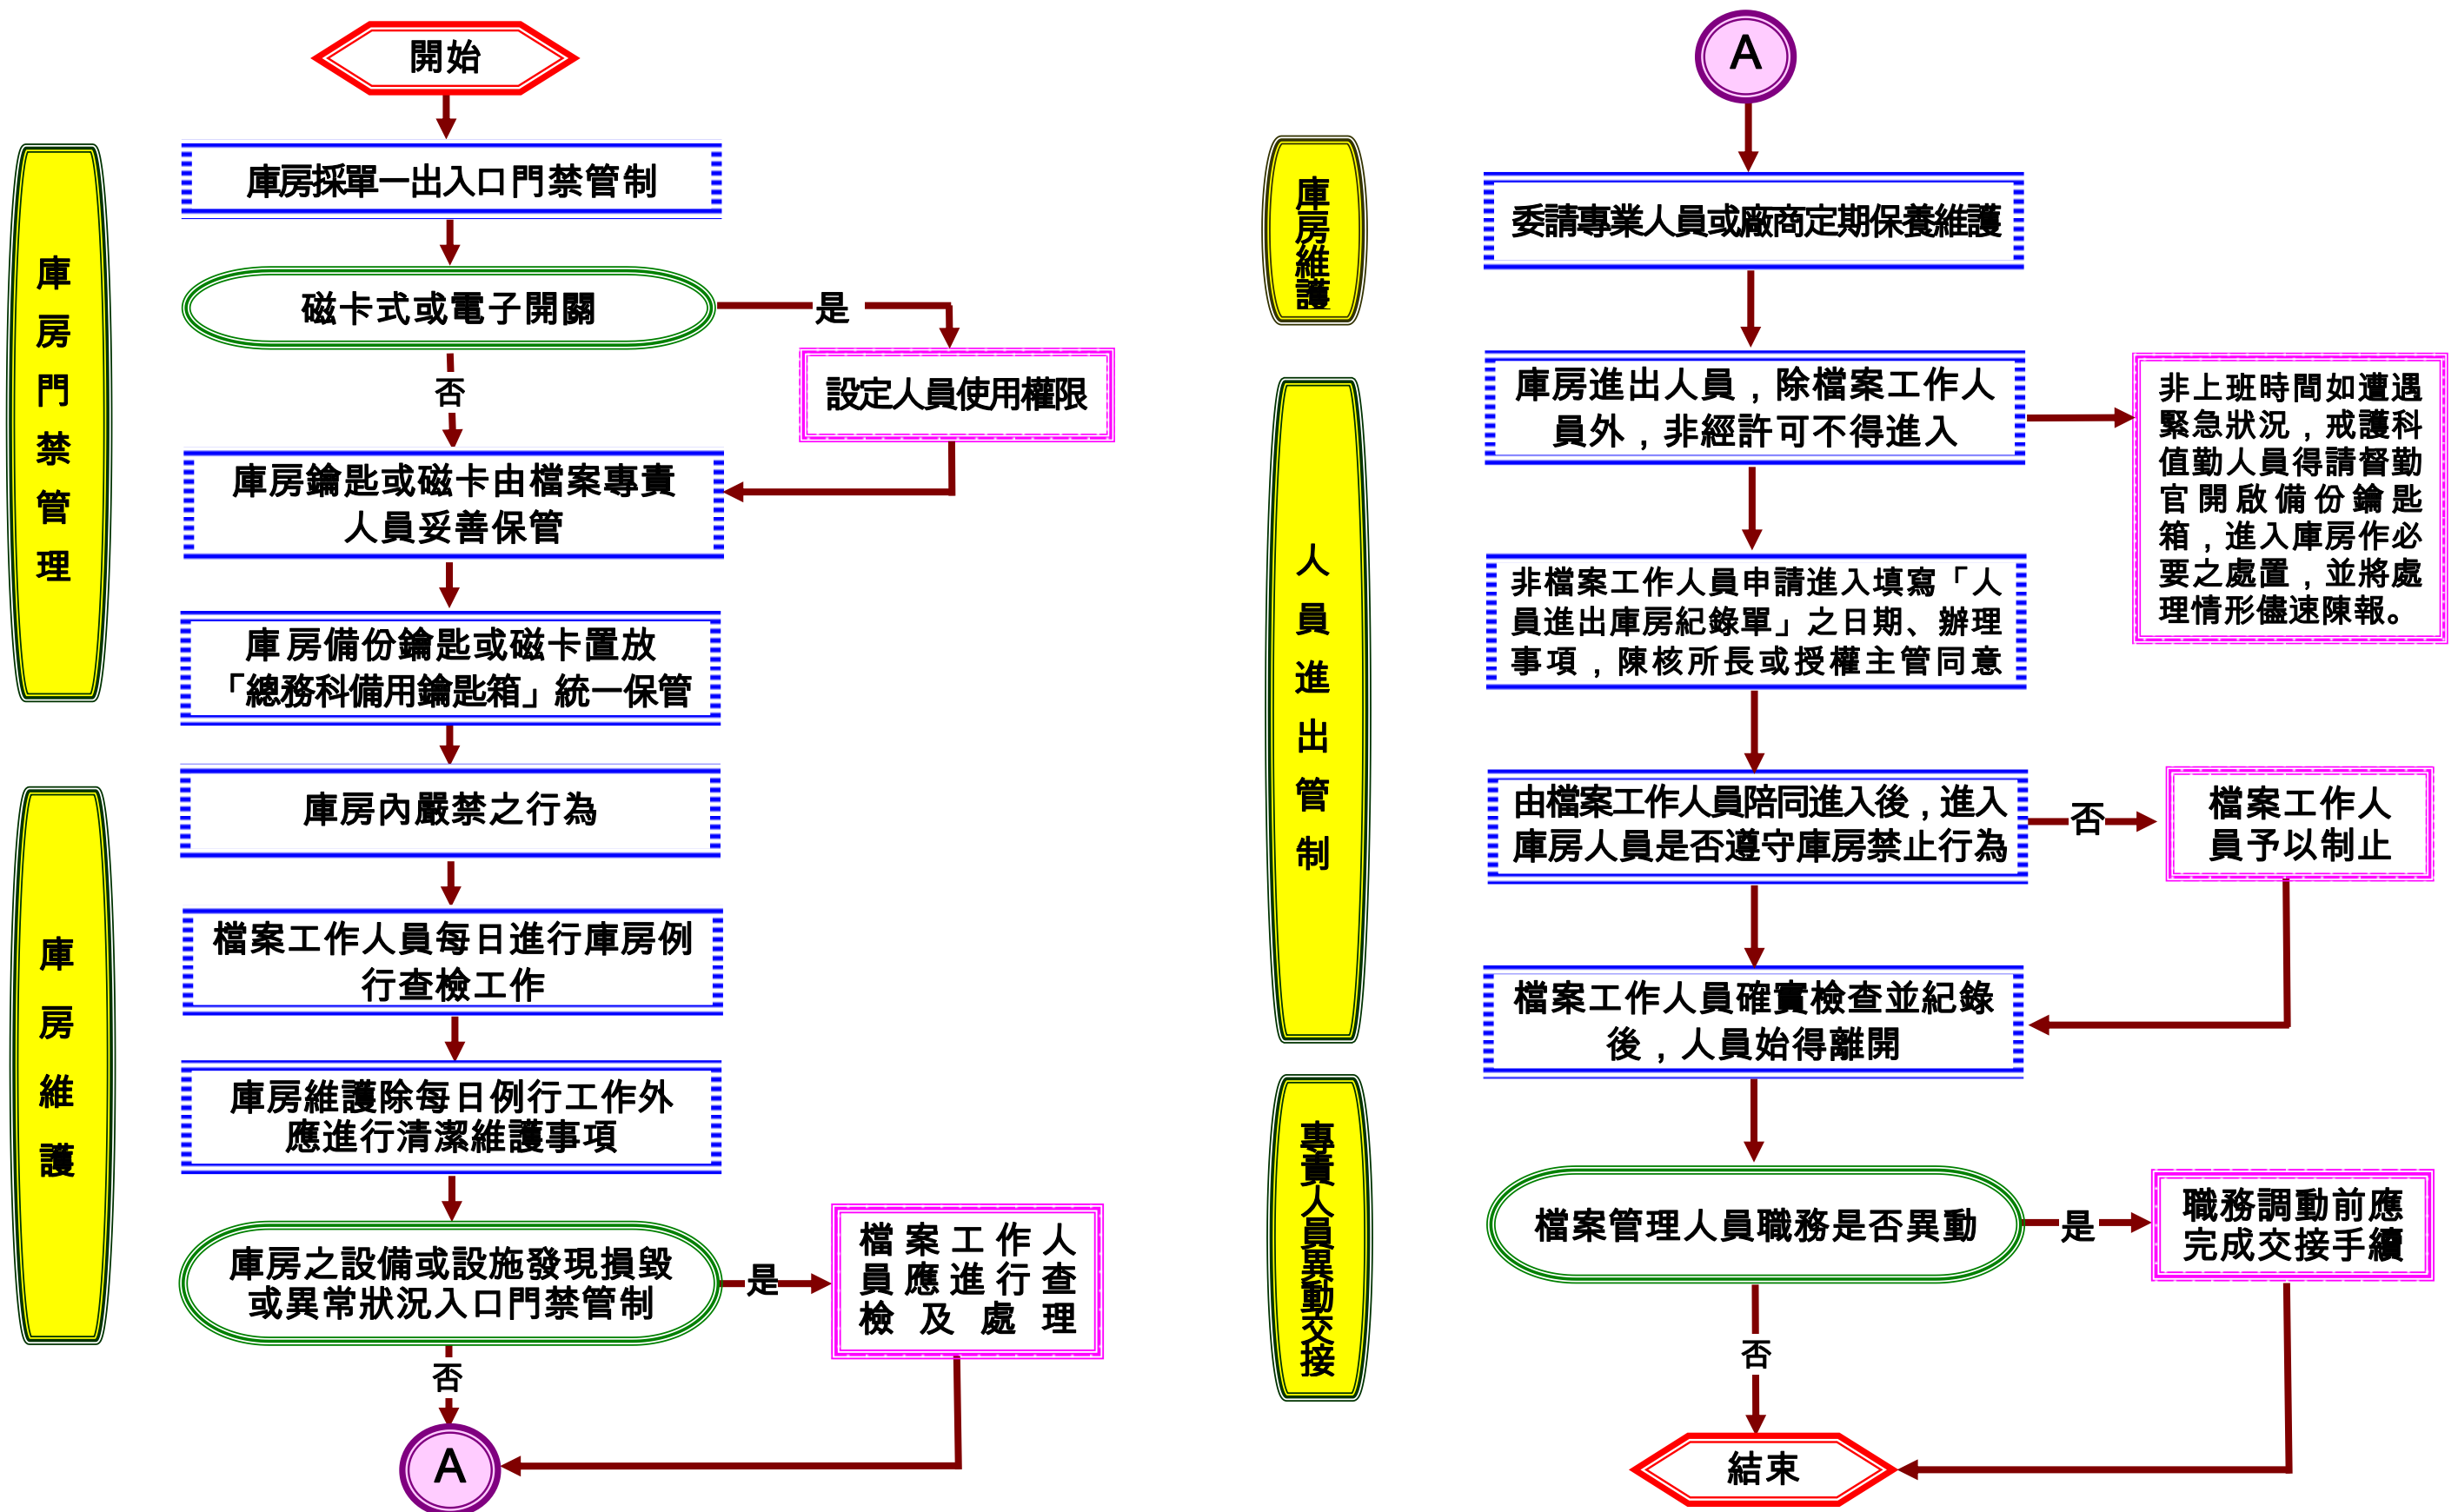 開始
庫房門禁管理
庫房採單一出入口門禁管制
磁卡式或電子開關
是
否
設定人員使用權限
庫房鑰匙或磁卡由檔案專責
人員妥善保管
庫房備份鑰匙或磁卡置放
「總務科備用鑰匙箱」統一保管
庫房維護
庫房內嚴禁之行為
檔案工作人員每日進行庫房例
行查檢工作
庫房維護除每日例行工作外
應進行清潔維護事項
庫房之設備或設施發現損毀
或異常狀況入口門禁管制
是
檔案工作人
員應進行查
檢及處理
否
A
A
庫房維護
委請專業人員或廠商定期保養維護
人員進出管制
庫房進出人員，除檔案工作人
員外，非經許可不得進入
非上班時間如遭遇
緊急狀況，戒護科
值勤人員得請督勤
官開啟備份鑰匙
箱，進入庫房作必
要之處置，並將處
理情形儘速陳報。
非檔案工作人員申請進入填寫「人
員進出庫房紀錄單」之日期、辦理
事項，陳核所長或授權主管同意
由檔案工作人員陪同進入後，進入
庫房人員是否遵守庫房禁止行為
否
檔案工作人
員予以制止
檔案工作人員確實檢查並紀錄
後，人員始得離開
專責人員異動交接
檔案管理人員職務是否異動
是
職務調動前應
完成交接手續
否
結束